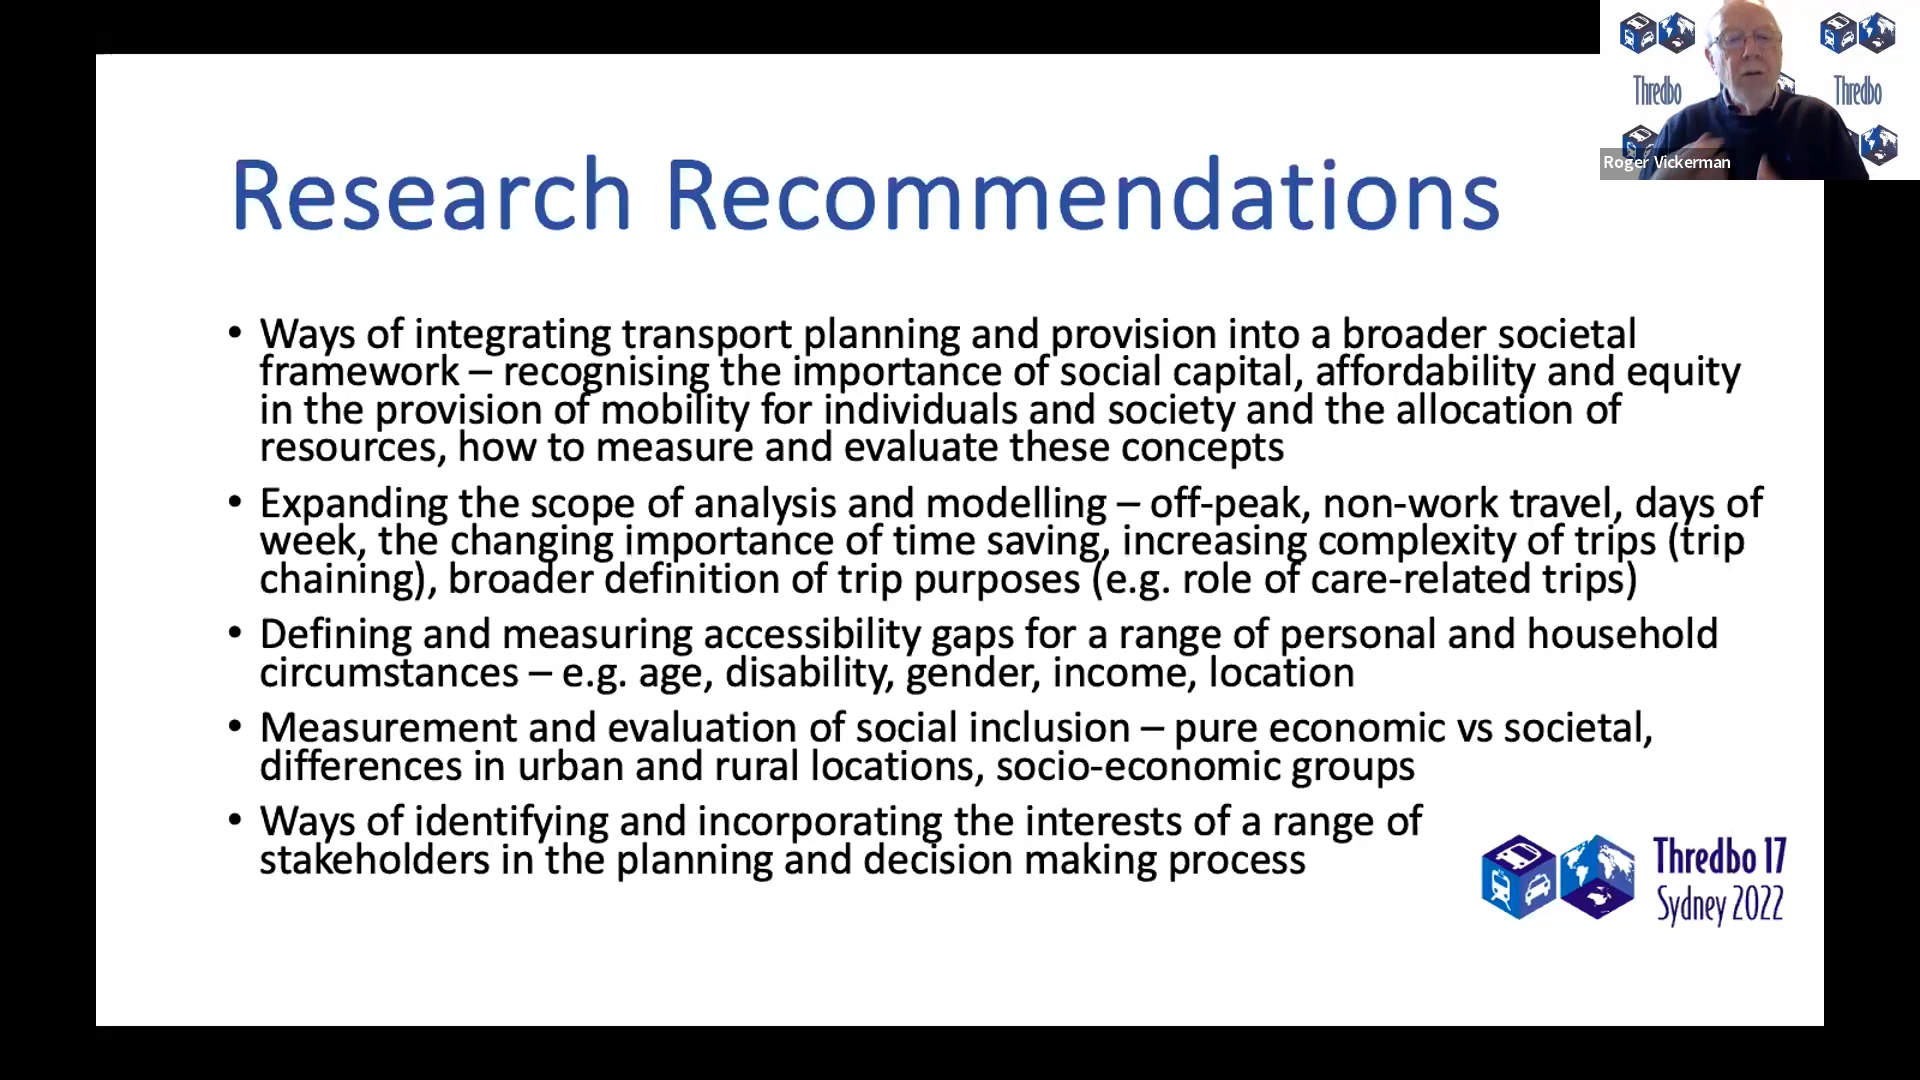 Thredbo
Thredbo
Roger Vickerman
Research Recommendations
• Ways of integrating transport planning and provision into a broader societal
framework – recognising the importance of social capital, affordability and equity
in the provision of mobility for individuals and society and the allocation of
resources, how to measure and evaluate these concepts
• Expanding the scope of analysis and modelling – off-peak, non-work travel, days of
week, the changing importance of time saving, increasing complexity of trips (trip
chaining), broader definition of trip purposes (e.g. role of care-related trips)
• Defining and measuring accessibility gaps for a range of personal and household
circumstances – e.g. age, disability, gender, income, location
• Measurement and evaluation of social inclusion – pure economic vs societal,
differences in urban and rural locations, socio-economic groups
• Ways of identifying and incorporating the interests of a range of
stakeholders in the planning and decision making process
Thredbo 17
Sydney 2022